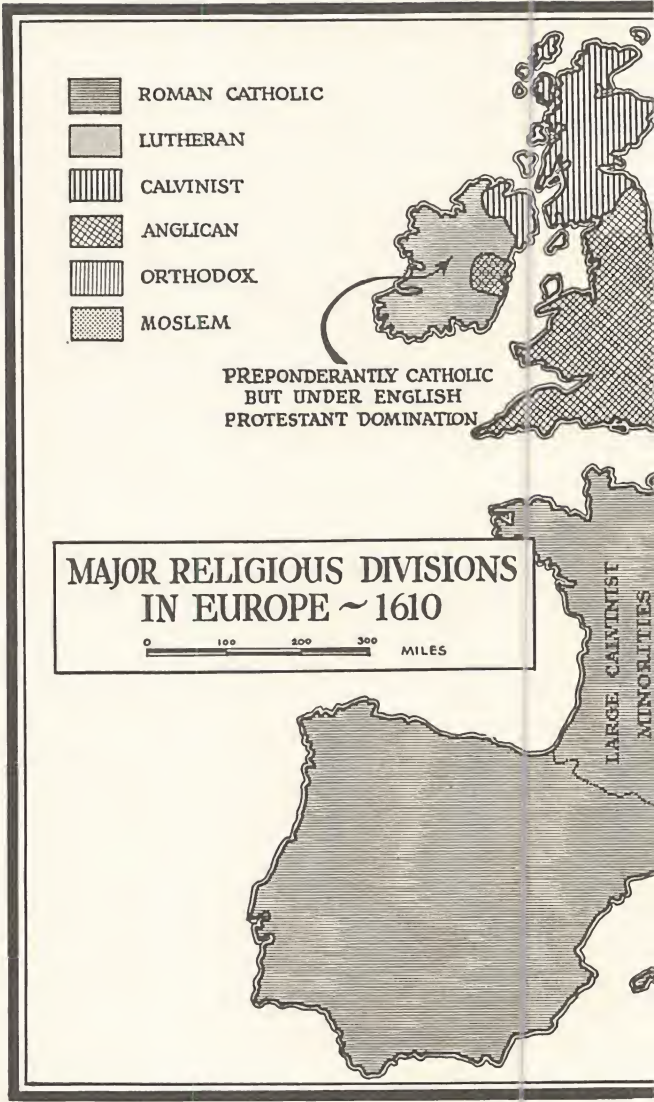 ROMAN CATHOLIC
LUTHERAN
CALVINIST
ANGLICAN
ORTHODOX
MOSLEM
PREPONDERANTLY CATHOLIC
BUT UNDER ENGLISH
PROTESTANT DOMINATION
MAJOR RELIGIOUS DIVISIONS
IN EUROPE ~ 1610
0 100 200 300
MILES
LARGE CALVINIST
MINORITIES